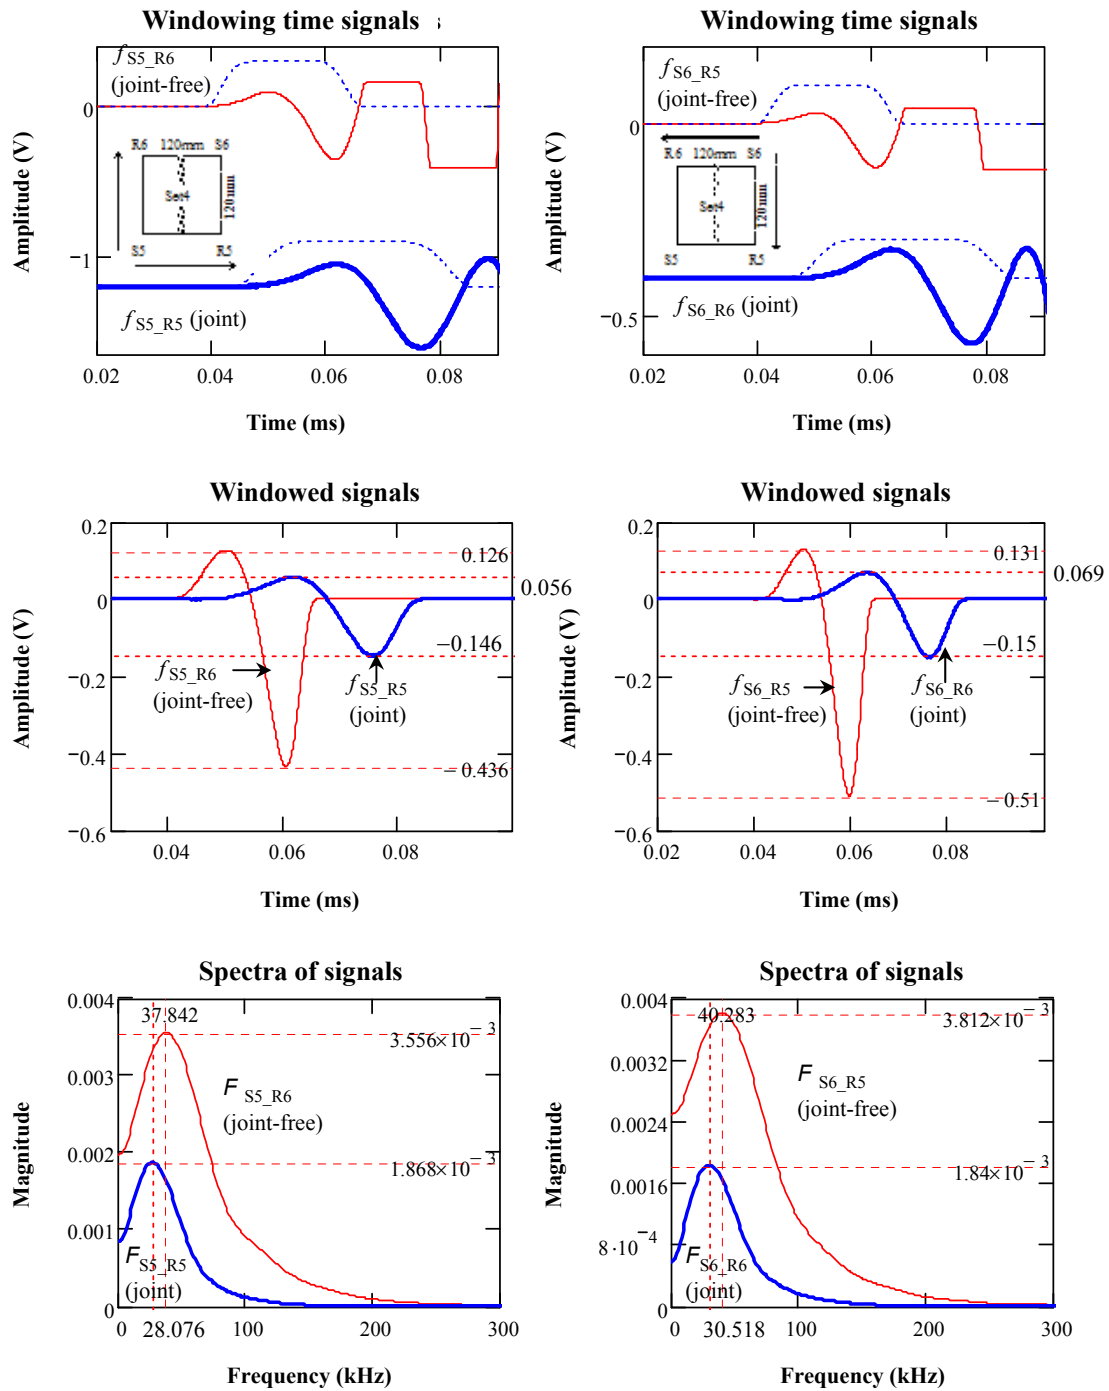 Windowing time signals
f S5_R6
(joint-free)
0
−1
Amplitude (V)
R6 120mm S6
Set4
120mm
S5 R5
f S5_R5 (joint)
0.02 0.04 0.06 0.08
Time (ms)
Windowing time signals
f S6_R5
(joint-free)
0
−0.5
Amplitude (V)
R6 120mm S6
Set4
120mm
S5 R5
f S6_R6 (joint)
0.02 0.04 0.06 0.08
Time (ms)
Windowed signals
0.2
0
−0.2
−0.4
−0.6
Amplitude (V)
0.126
0.056
−0.146
−0.436
f S5_R6
(joint-free)
f S5_R5
(joint)
0.04 0.06 0.08
Time (ms)
Windowed signals
0.2
0
−0.2
−0.4
−0.6
Amplitude (V)
0.131
0.069
−0.15
−0.51
f S6_R5
(joint-free)
f S6_R6
(joint)
0.02 0.04 0.06 0.08
Time (ms)
Spectra of signals
0.004
0.003
0.002
0.001
0
Magnitude
37.842
3.556×10⁻³
F S5_R6
(joint-free)
1.868×10⁻³
F S5_R5
(joint)
0 28.076 100 200 300
Frequency (kHz)
Spectra of signals
0.004
0.0032
0.0024
0.0016
8·10⁻⁴
0
Magnitude
40.283
3.812×10⁻³
F S6_R5
(joint-free)
1.84×10⁻³
F S6_R6
(joint)
0 30.518 100 200 300
Frequency (kHz)